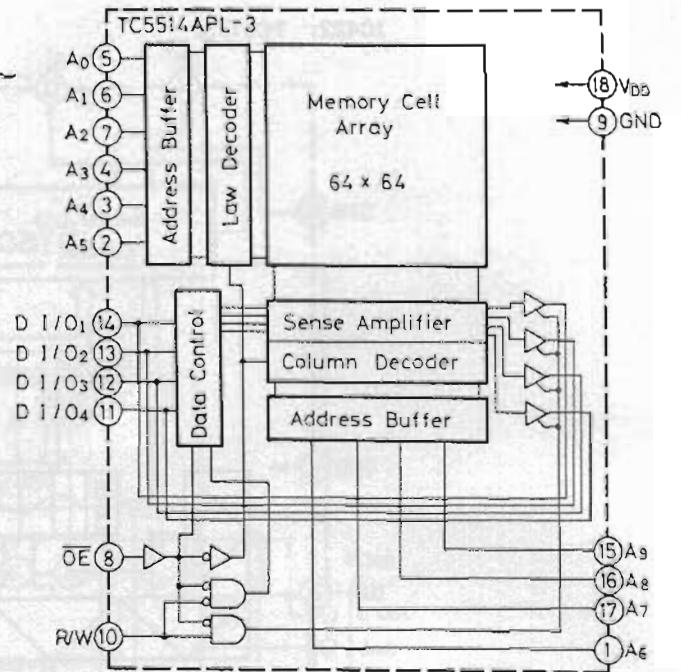 TC5514APL-3
A0 5
A1 6
A2 7
A3 4
A4 3
A5 2
Address Buffer
Law Decoder
Memory Cell
Array
64 × 64
18 VDD
9 GND
D I/O1 14
D I/O2 13
D I/O3 12
D I/O4 11
Data Control
Sense Amplifier
Column Decoder
Address Buffer
OE 8
R/W 10
15 A9
16 A8
17 A7
1 A6